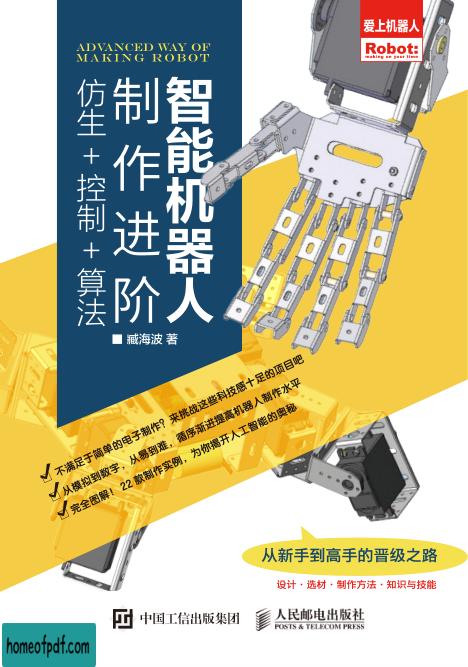 爱上机器人
Robot:
making on your time
ADVANCED WAY OF
MAKING ROBOT
智能机器人
制作进阶
仿生+控制+算法
■ 臧海波 著
不满足于简单的电子制作?来挑战这些科技感十足的项目吧
从模拟到数字,从易到难,循序渐进提高机器人制作水平
完全图解!22款制作实例,为你揭开人工智能的奥秘
从新手到高手的晋级之路
设计·选材·制作方法·知识与技能
中国工信出版集团
人民邮电出版社
POSTS & TELECOM PRESS
homeofpdf.com